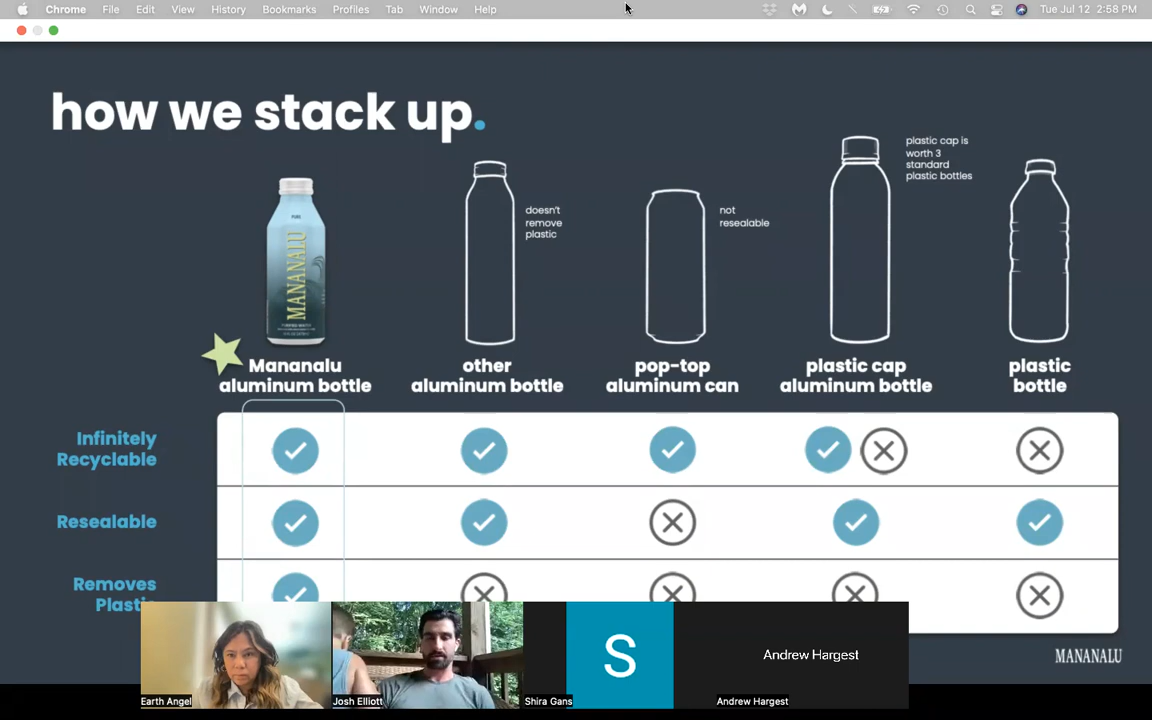 Chrome File Edit View History Bookmarks Profiles Tab Window Help Tue Jul 12 2:58 PM
how we stack up.
plastic cap is
worth 3
standard
plastic bottles
doesn't
remove
plastic
not
resealable
PURE
MANANALU
Mananalu
aluminum bottle
other
aluminum bottle
pop-top
aluminum can
plastic cap
aluminum bottle
plastic
bottle
Infinitely
Recyclable
Resealable
Removes
Plastic
MANANALU
S
Andrew Hargest
Earth Angel
Josh Elliott
Shira Gans
Andrew Hargest